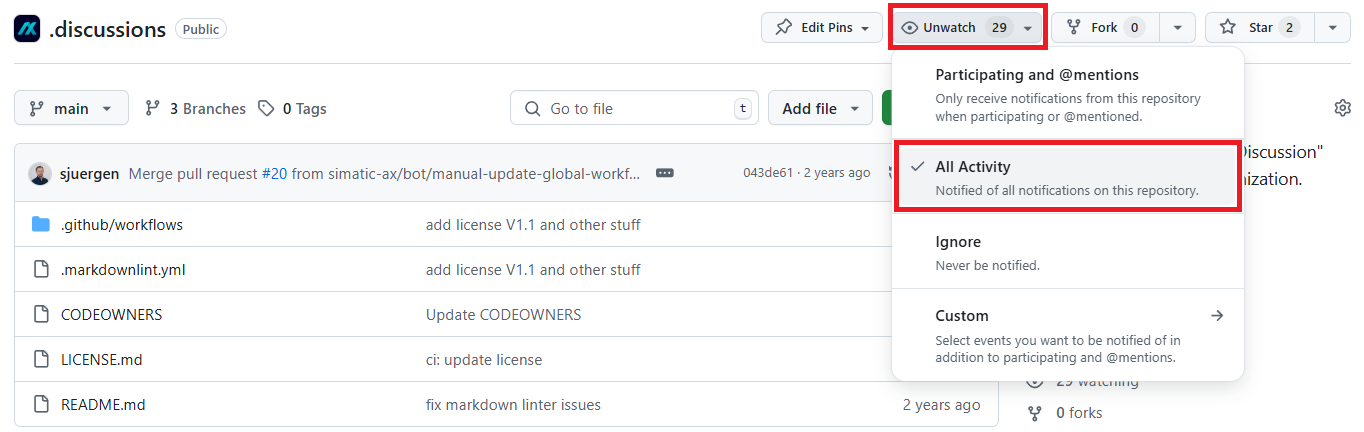 .discussions Public Edit Pins Unwatch 29 Fork 0 Star 2
Participating and @mentions
Only receive notifications from this repository
when participating or @mentioned.
main 3 Branches 0 Tags Go to file t Add file
All Activity
Notified of all notifications on this repository.
Discussion"
Ignore
Never be notified.
Custom
Select events you want to be notified of in
addition to participating and @mentions.
sjuergen Merge pull request #20 from simatic-ax/bot/manual-update-global-workf... 043de61 · 2 years ago
.github/workflows add license V1.1 and other stuff
.markdownlint.yml add license V1.1 and other stuff
CODEOWNERS Update CODEOWNERS
LICENSE.md ci: update license
README.md fix markdown linter issues 2 years ago
29 watching
0 forks